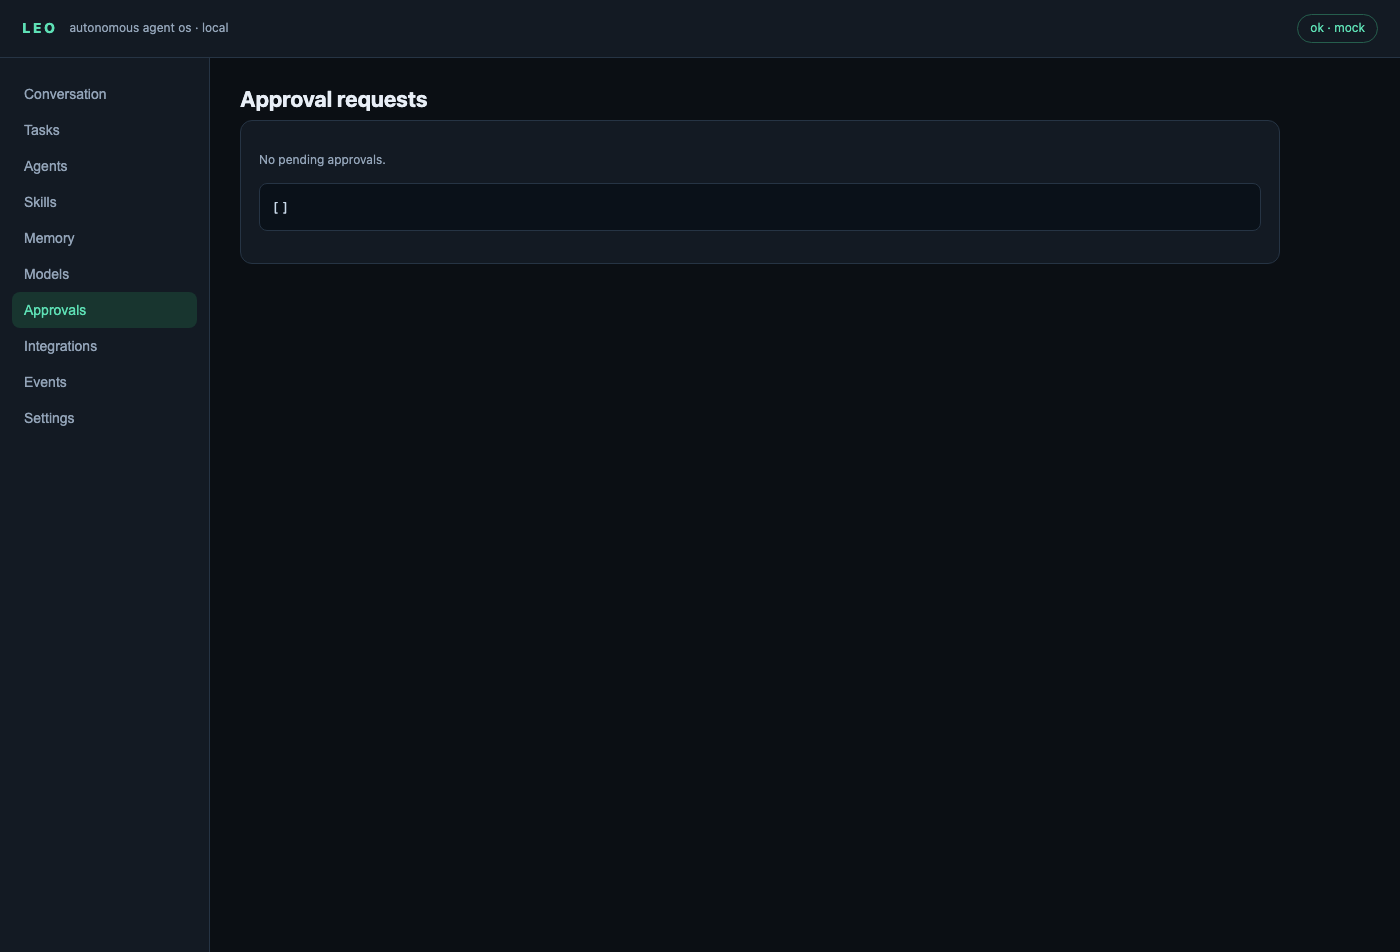 LEO autonomous agent os · local
ok · mock
Conversation
Tasks
Agents
Skills
Memory
Models
Approvals
Integrations
Events
Settings
Approval requests
No pending approvals.
[]